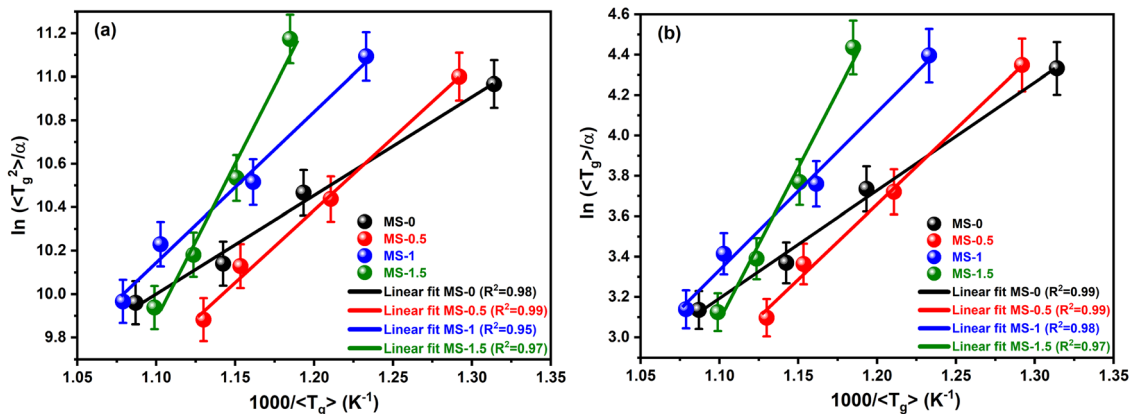 (a)
ln (<T_g^2>/α)
11.2
11.0
10.8
10.6
10.4
10.2
10.0
9.8
MS-0
MS-0.5
MS-1
MS-1.5
Linear fit MS-0 (R²=0.98)
Linear fit MS-0.5 (R²=0.99)
Linear fit MS-1 (R²=0.95)
Linear fit MS-1.5 (R²=0.97)
1.05 1.10 1.15 1.20 1.25 1.30 1.35
1000/<T_g> (K⁻¹)
(b)
ln (<T_g>/α)
4.6
4.4
4.2
4.0
3.8
3.6
3.4
3.2
3.0
MS-0
MS-0.5
MS-1
MS-1.5
Linear fit MS-0 (R²=0.99)
Linear fit MS-0.5 (R²=0.99)
Linear fit MS-1 (R²=0.98)
Linear fit MS-1.5 (R²=0.97)
1.05 1.10 1.15 1.20 1.25 1.30 1.35
1000/<T_g> (K⁻¹)